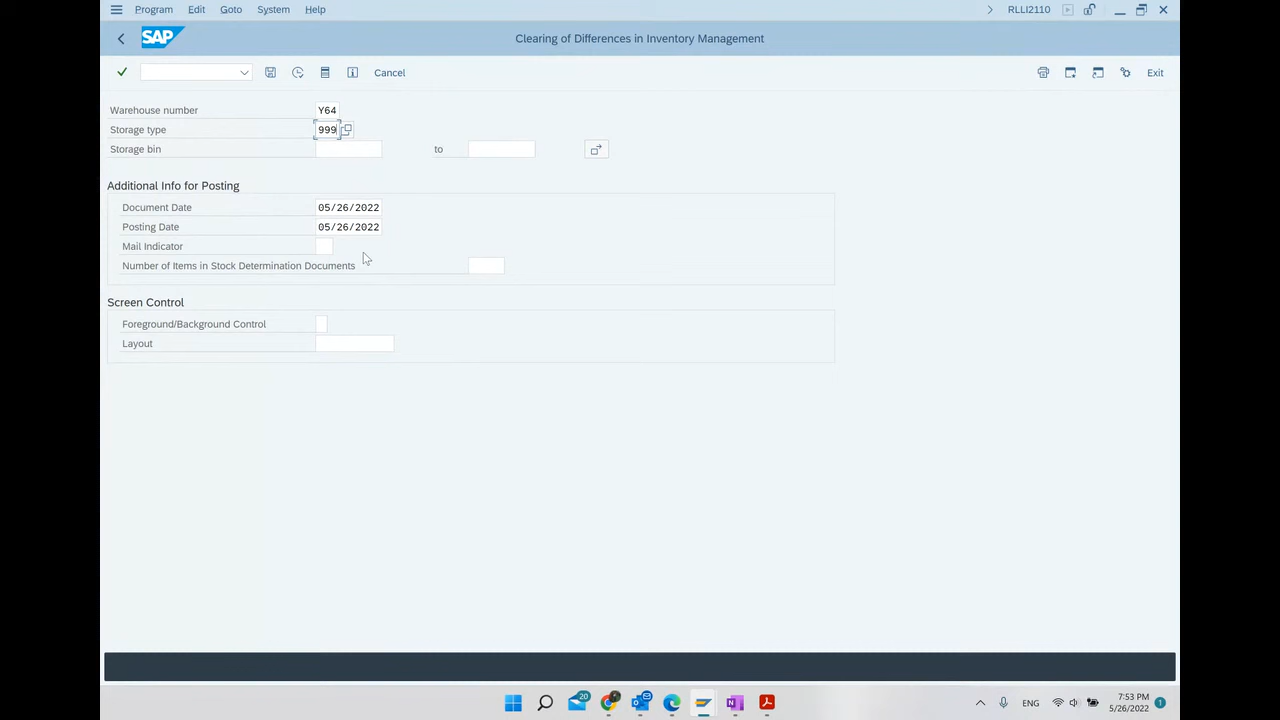 Program Edit Goto System Help RLLI2110
SAP Clearing of Differences in Inventory Management
Cancel Exit
Warehouse number Y64
Storage type 999
Storage bin to
Additional Info for Posting
Document Date 05/26/2022
Posting Date 05/26/2022
Mail Indicator
Number of Items in Stock Determination Documents
Screen Control
Foreground/Background Control
Layout
20
ENG
7:53 PM
5/26/2022
1